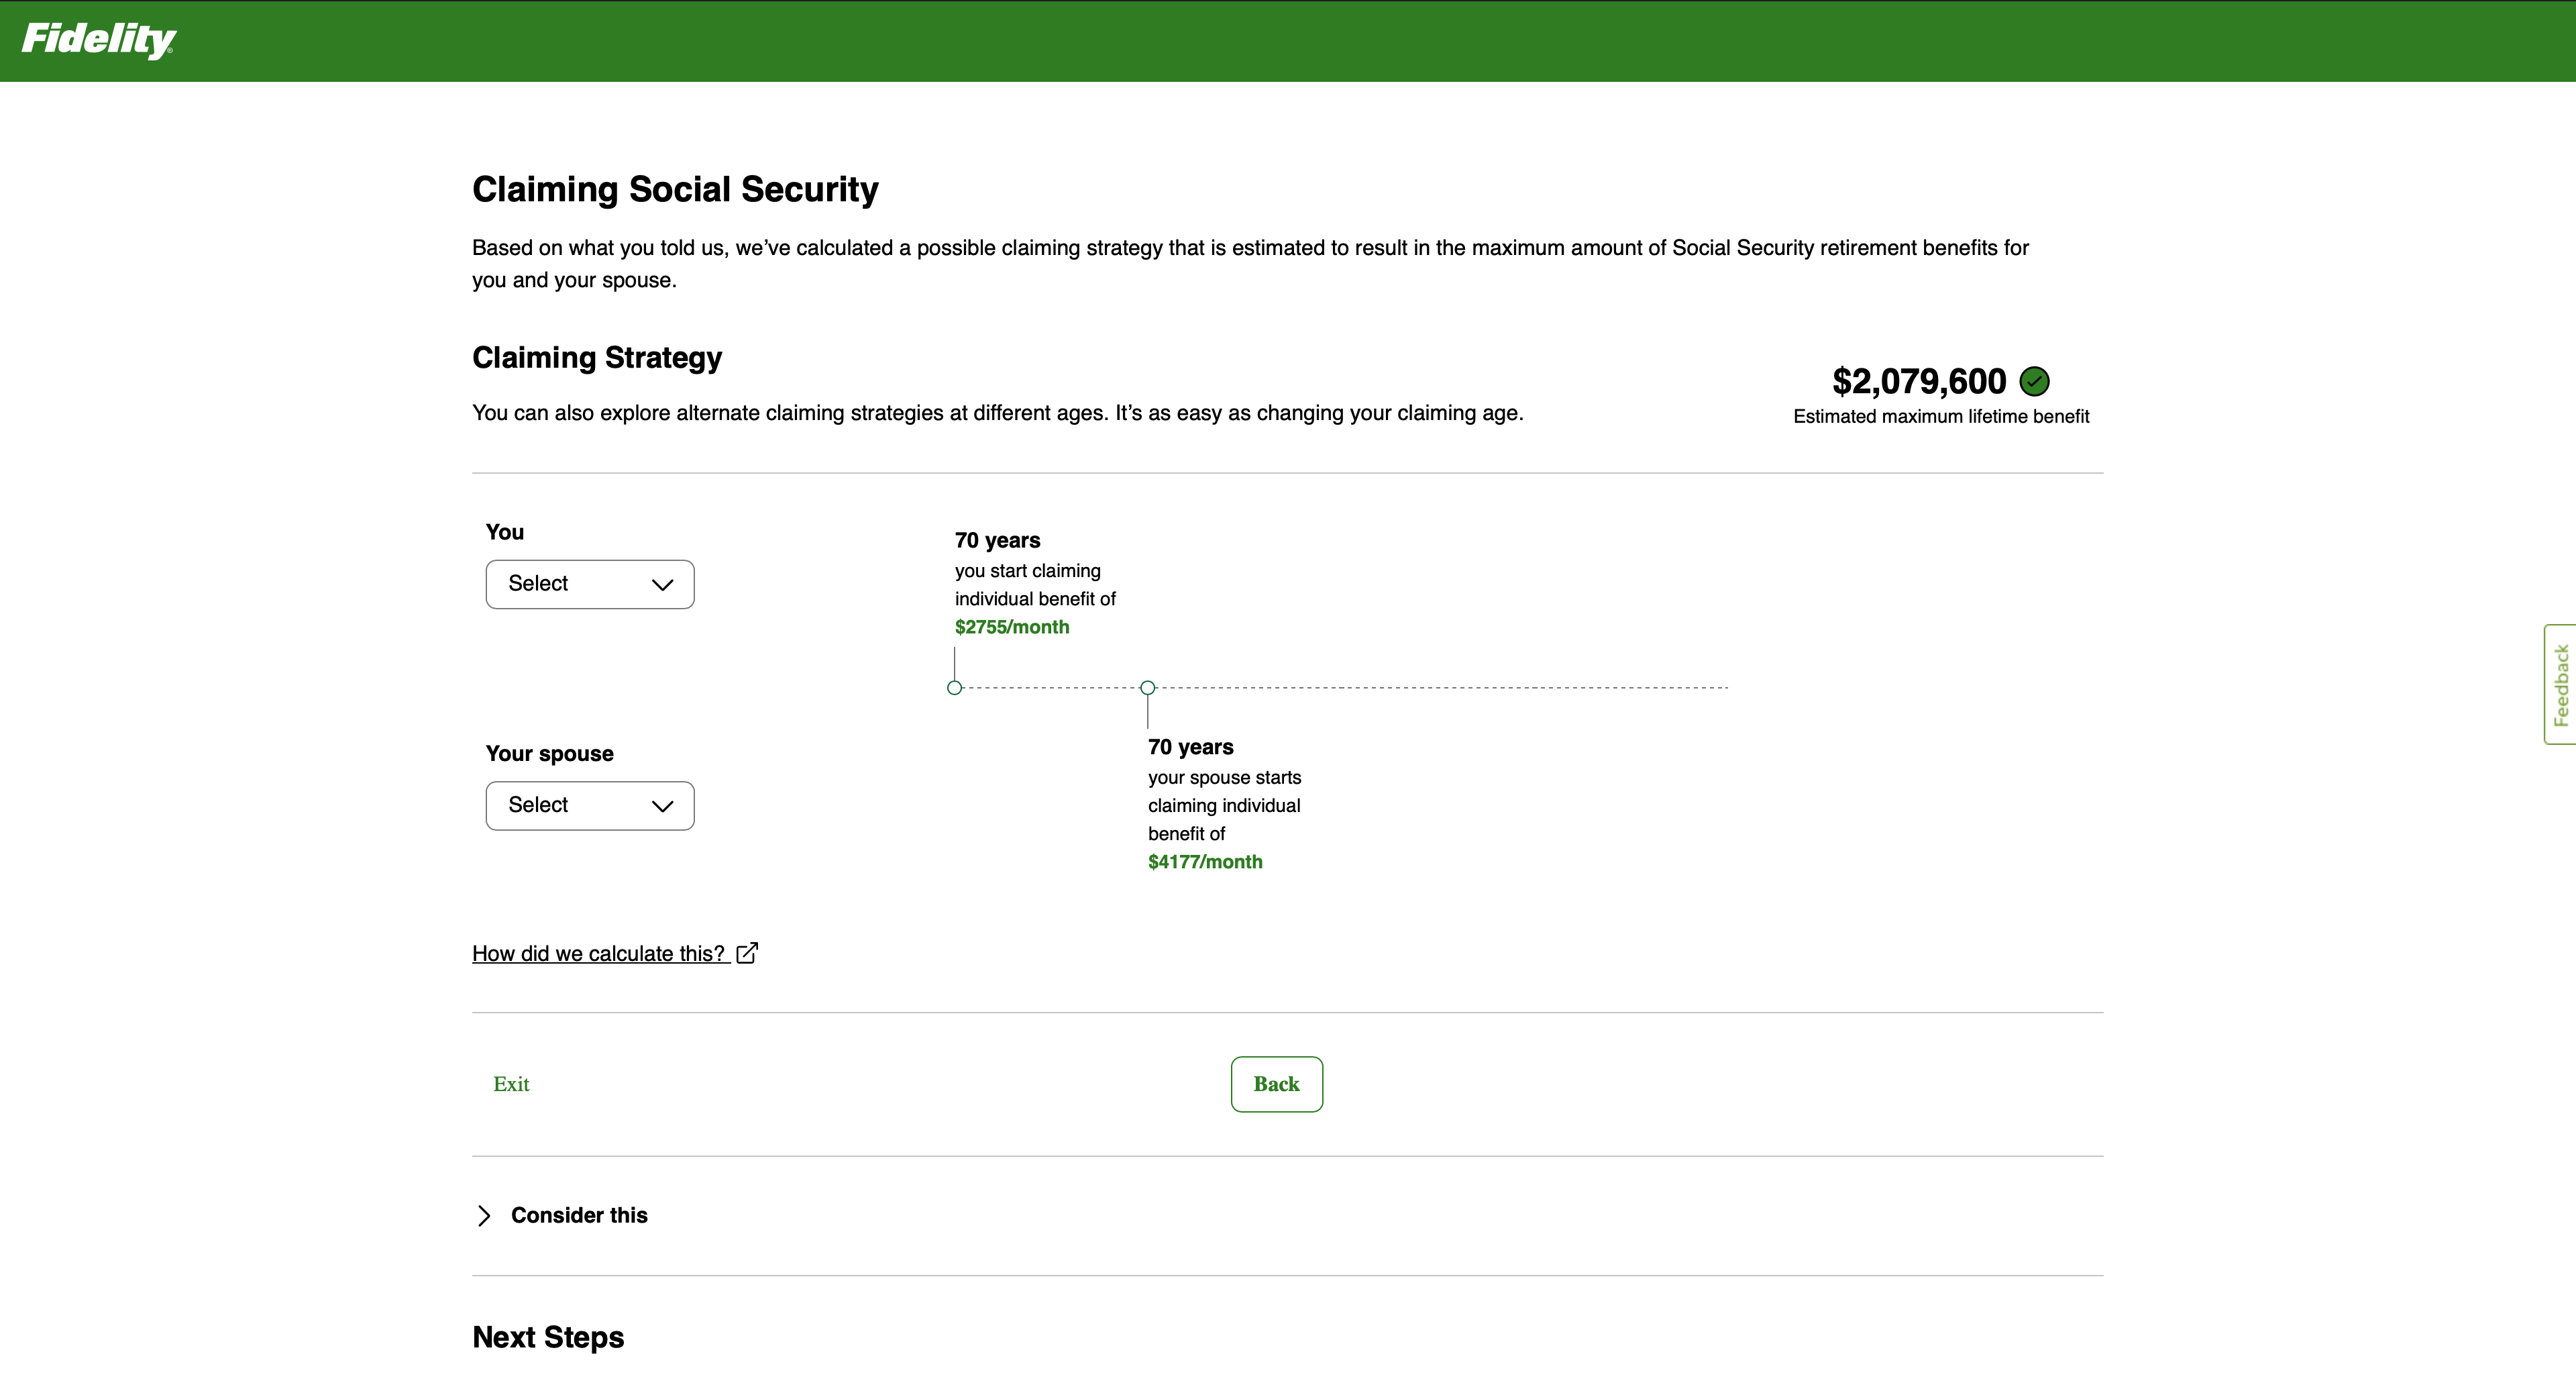 Fidelity
Claiming Social Security
Based on what you told us, we’ve calculated a possible claiming strategy that is estimated to result in the maximum amount of Social Security retirement benefits for
you and your spouse.
Claiming Strategy
You can also explore alternate claiming strategies at different ages. It’s as easy as changing your claiming age.
$2,079,600
Estimated maximum lifetime benefit
You
Select
70 years
you start claiming
individual benefit of
$2755/month
Your spouse
Select
70 years
your spouse starts
claiming individual
benefit of
$4177/month
How did we calculate this?
Exit
Back
Consider this
Next Steps
Feedback